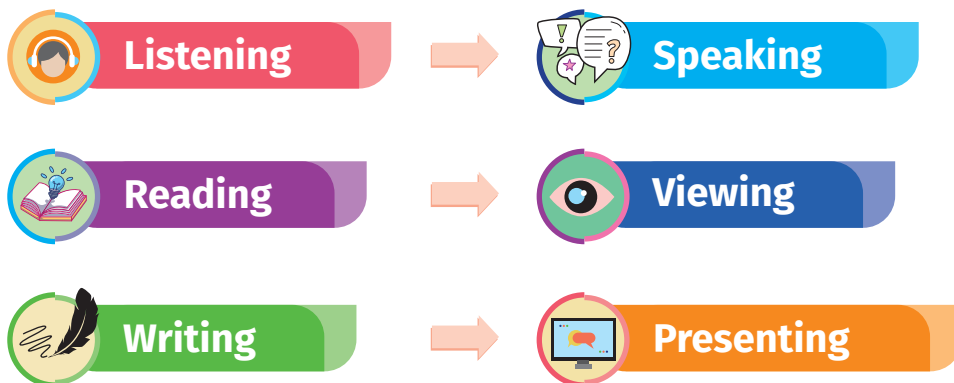 Listening
Speaking
Reading
Viewing
Writing
Presenting